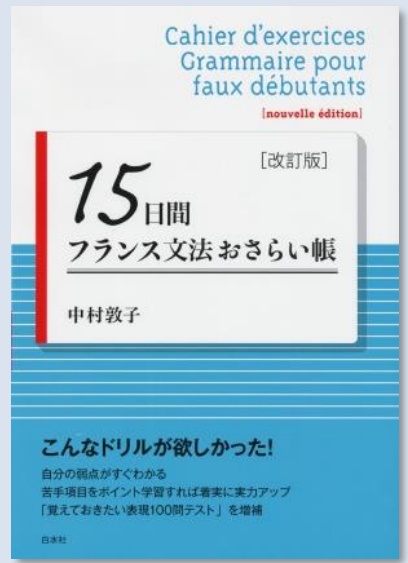 Cahier d'exercices
Grammaire pour
faux débutants
[nouvelle édition]
[改訂版]
15日間
フランス文法おさらい帳
中村敦子
こんなドリルが欲しかった!
自分の弱点がすぐわかる
苦手項目をポイント学習すれば着実に実力アップ
「覚えておきたい表現100問テスト」を増補
白水社